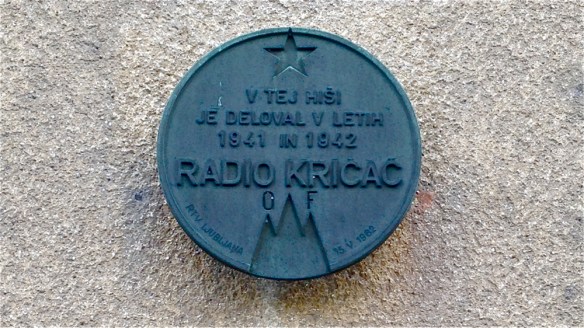 V TEJ HIŠI
JE DELOVAL V LETIH
1941 IN 1942
RADIO KRIČAČ
O F
RTV LJUBLJANA
15. V. 1982